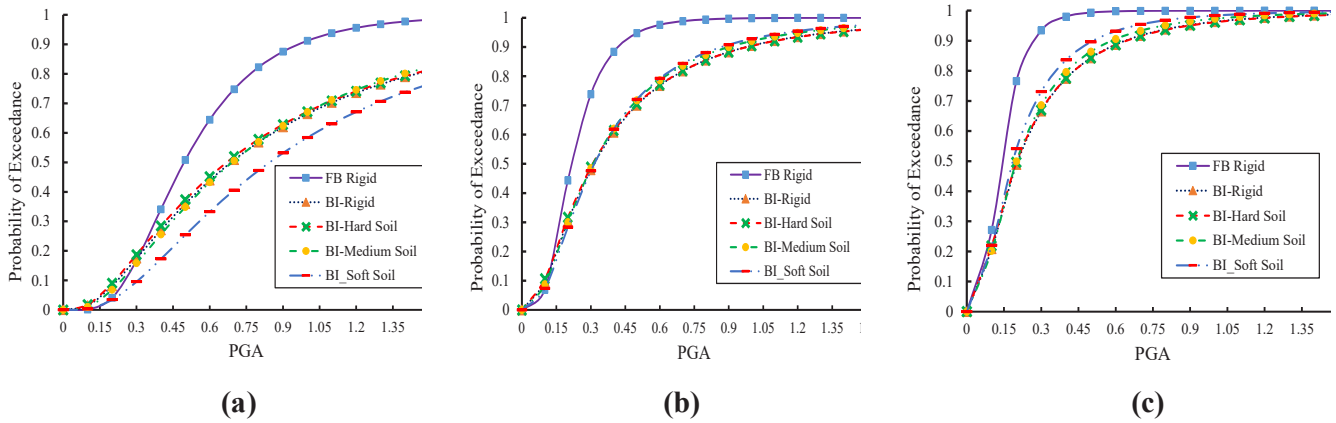 Probability of Exceedance
1
0.9
0.8
0.7
0.6
0.5
0.4
0.3
0.2
0.1
0
0 0.15 0.3 0.45 0.6 0.75 0.9 1.05 1.2 1.35
PGA
FB Rigid
BI-Rigid
BI-Hard Soil
BI-Medium Soil
BI_Soft Soil
(a)
Probability of Exceedance
1
0.9
0.8
0.7
0.6
0.5
0.4
0.3
0.2
0.1
0
0 0.15 0.3 0.45 0.6 0.75 0.9 1.05 1.2 1.35
PGA
FB Rigid
BI-Rigid
BI-Hard Soil
BI-Medium Soil
BI_Soft Soil
(b)
Probability of Exceedance
1
0.9
0.8
0.7
0.6
0.5
0.4
0.3
0.2
0.1
0
0 0.15 0.3 0.45 0.6 0.75 0.9 1.05 1.2 1.35
PGA
FB Rigid
BI-Rigid
BI-Hard Soil
BI-Medium Soil
BI_Soft Soil
(c)